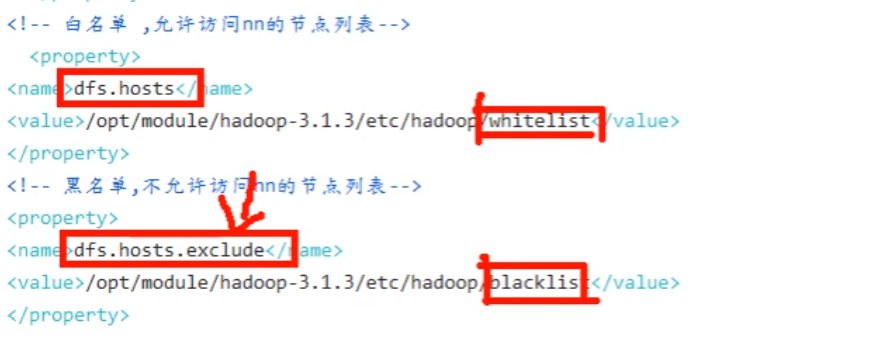 <!-- 白名单 ,允许访问nn的节点列表-->
<property>
<name>dfs.hosts</name>
<value>/opt/module/hadoop-3.1.3/etc/hadoop/whitelist</value>
</property>
<!-- 黑名单,不允许访问nn的节点列表-->
<property>
<name>dfs.hosts.exclude</name>
<value>/opt/module/hadoop-3.1.3/etc/hadoop/blacklist</value>
</property>